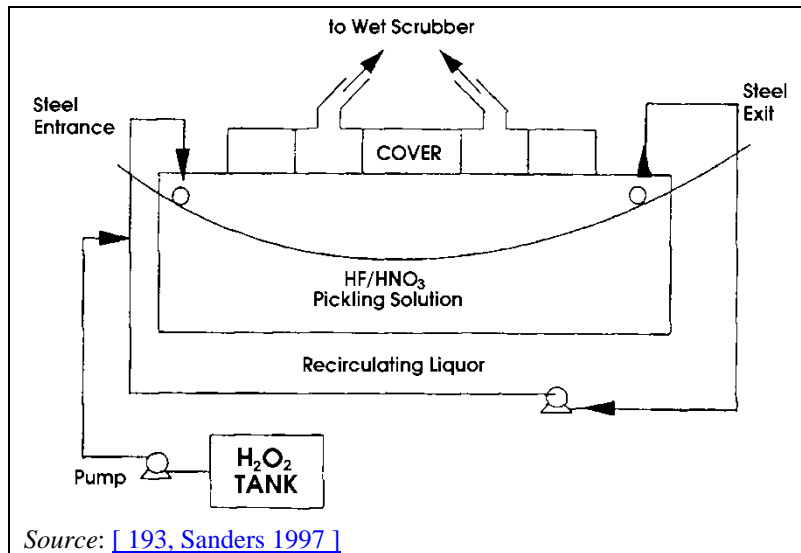 to Wet Scrubber
Steel
Entrance
Steel
Exit
COVER
HF/HNO₃
Pickling Solution
Recirculating Liquor
Pump
H₂O₂
TANK
Source: [ 193, Sanders 1997 ]